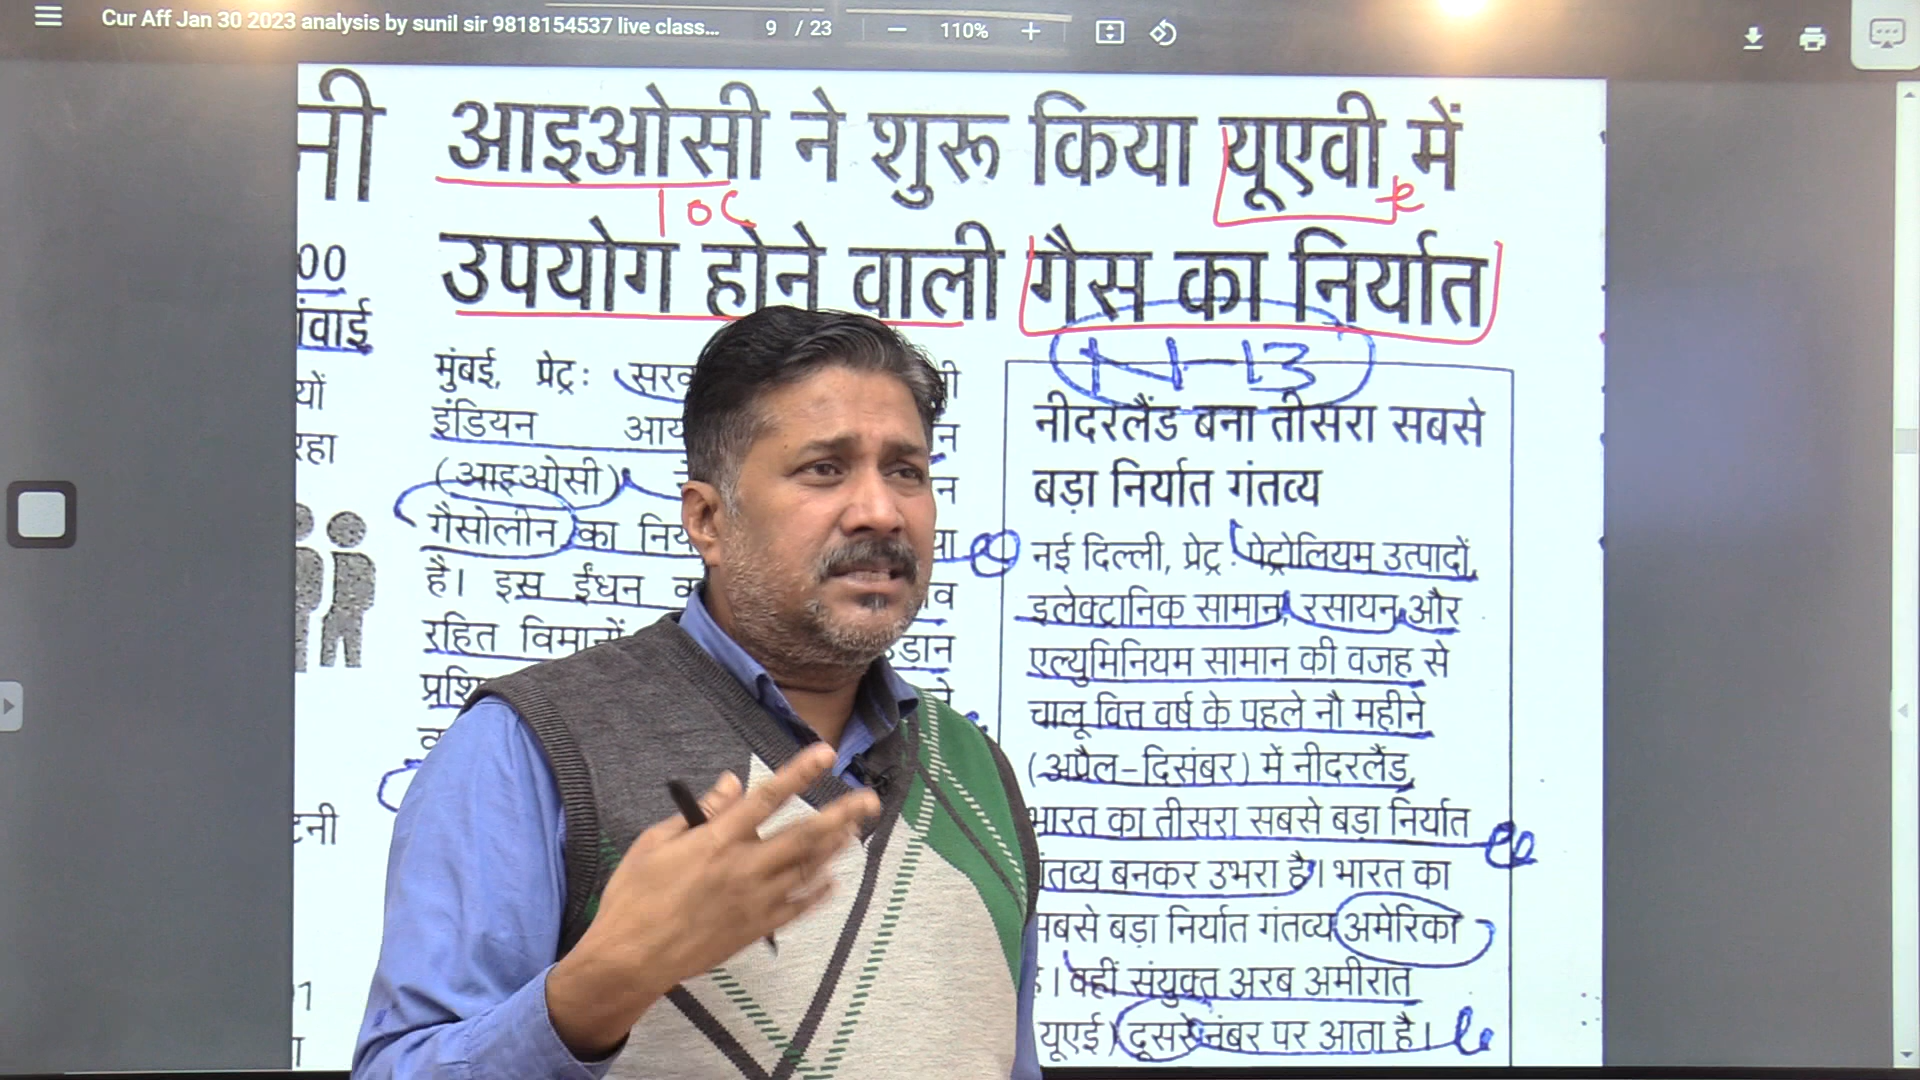 Cur Aff Jan 30 2023 analysis by sunil sir 9818154537 live class...
9 / 23
110%
नी
आइओसी ने शुरू किया यूएवी में
IOC
उपयोग होने वाली गैस का निर्यात
00
यों
रहा
टनी
मुंबई, प्रेट्र:
इंडियन
(आइओसी)
गैसोलीन का
है। इस ईंधन
रहित विमानों
N-13
नीदरलैंड बना तीसरा सबसे
बड़ा निर्यात गंतव्य
नई दिल्ली, प्रेट्र: पेट्रोलियम उत्पादों,
इलेक्ट्रानिक सामान, रसायन और
एल्युमिनियम सामान की वजह से
चालू वित्त वर्ष के पहले नौ महीने
(अप्रैल-दिसंबर) में नीदरलैंड,
भारत का तीसरा सबसे बड़ा निर्यात
गंतव्य बनकर उभरा है। भारत का
सबसे बड़ा निर्यात गंतव्य अमेरिका
है। वहीं संयुक्त अरब अमीरात
(यूएई) दूसरे नंबर पर आता है।